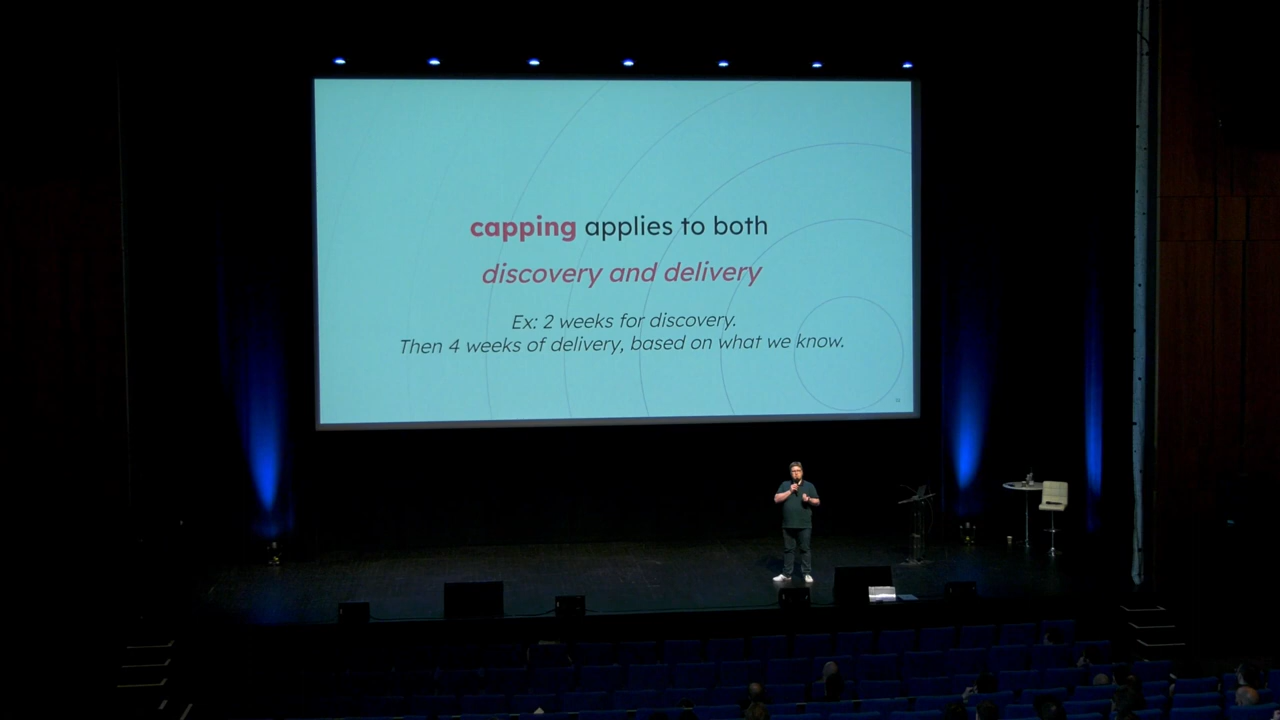 capping applies to both
discovery and delivery
Ex: 2 weeks for discovery.
Then 4 weeks of delivery, based on what we know.